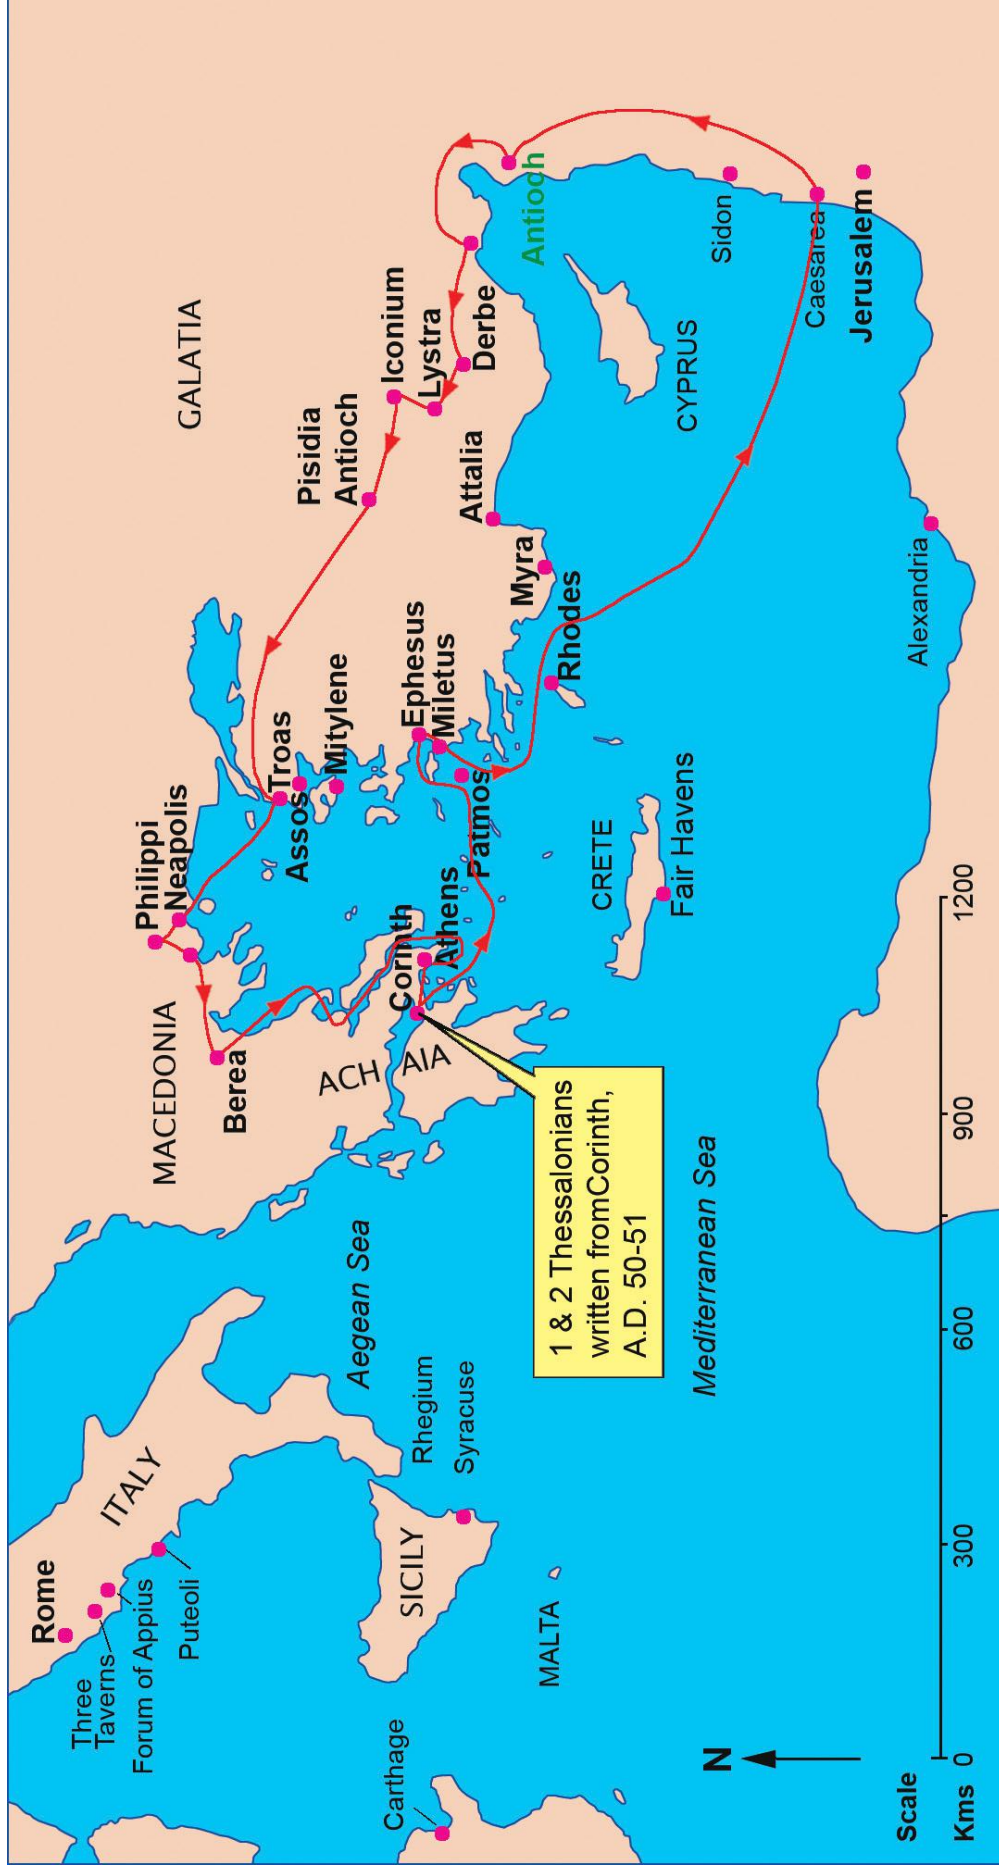 Rome
Three
Taverns
Forum of Appius
Puteoli
ITALY
Carthage
SICILY
MALTA
Rhegium
Syracuse
Aegean Sea
Mediterranean Sea
MACEDONIA
Berea
ACH AIA
Philippi
Neapolis
Corinth
Athens
1 & 2 Thessalonians
written fromCorinth,
A.D. 50-51
Troas
Assos
Mitylene
Ephesus
Miletus
Patmos
CRETE
Fair Havens
Rhodes
Myra
Attalia
Pisidia
Antioch
GALATIA
Iconium
Lystra
Derbe
Antioch
CYPRUS
Sidon
Caesarea
Jerusalem
Alexandria
N
Scale
Kms
0 300 600 900 1200